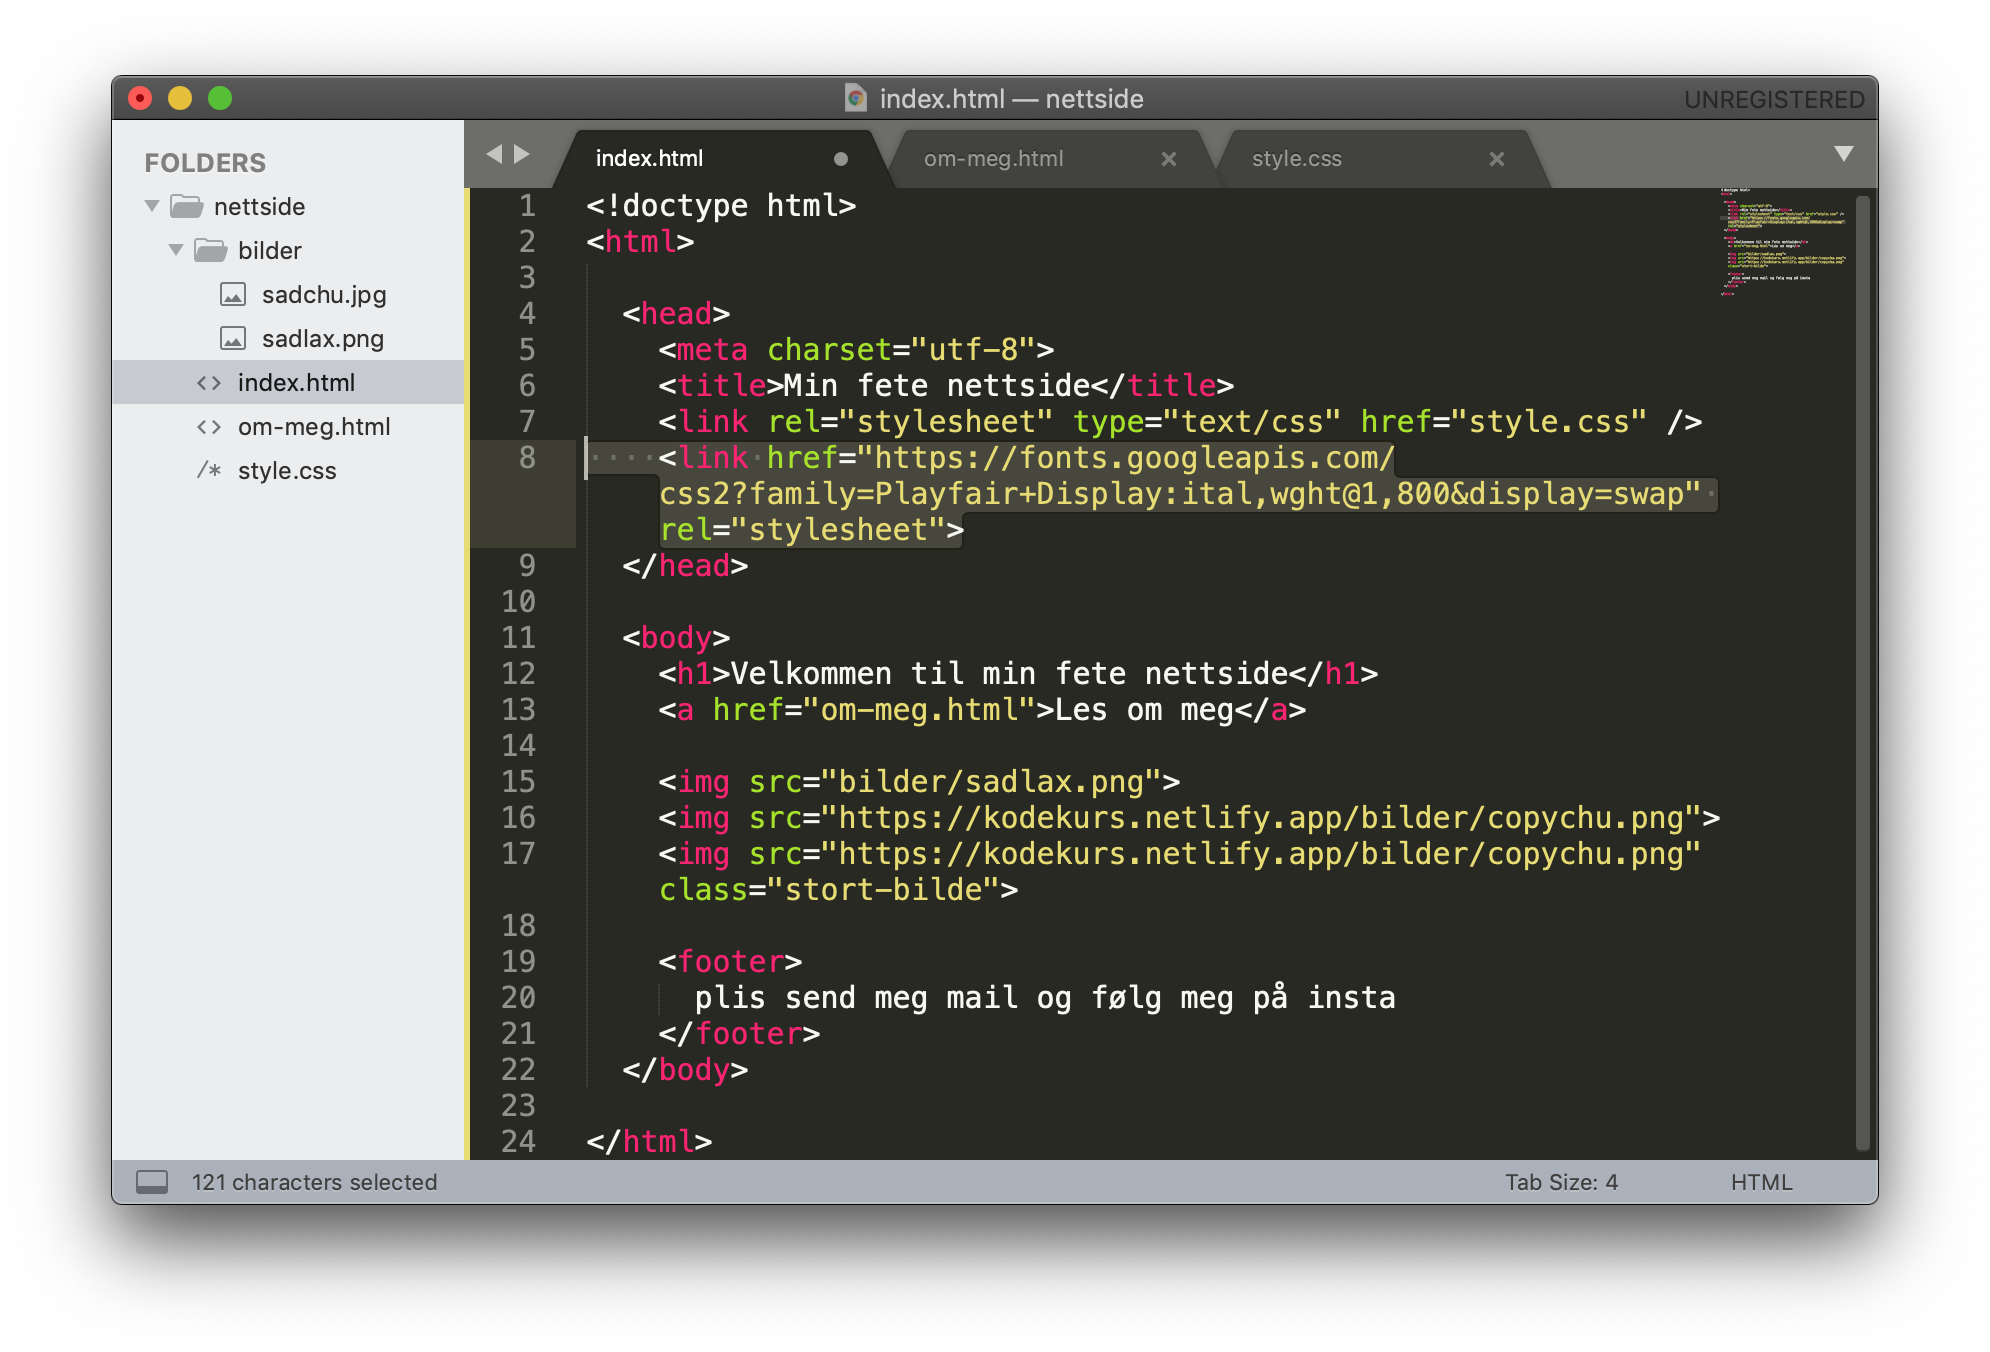 index.html — nettside
UNREGISTERED
FOLDERS
nettside
bilder
sadchu.jpg
sadlax.png
index.html
om-meg.html
style.css
index.html
om-meg.html
style.css
1 <!doctype html>
2 <html>
3
4 <head>
5 <meta charset="utf-8">
6 <title>Min fete nettside</title>
7 <link rel="stylesheet" type="text/css" href="style.css" />
8 <link href="https://fonts.googleapis.com/
css2?family=Playfair+Display:ital,wght@1,800&display=swap"
rel="stylesheet">
9 </head>
10
11 <body>
12 <h1>Velkommen til min fete nettside</h1>
13 <a href="om-meg.html">Les om meg</a>
14
15 <img src="bilder/sadlax.png">
16 <img src="https://kodekurs.netlify.app/bilder/copychu.png">
17 <img src="https://kodekurs.netlify.app/bilder/copychu.png"
class="stort-bilde">
18
19 <footer>
20 plis send meg mail og følg meg på insta
21 </footer>
22 </body>
23
24 </html>
121 characters selected
Tab Size: 4
HTML